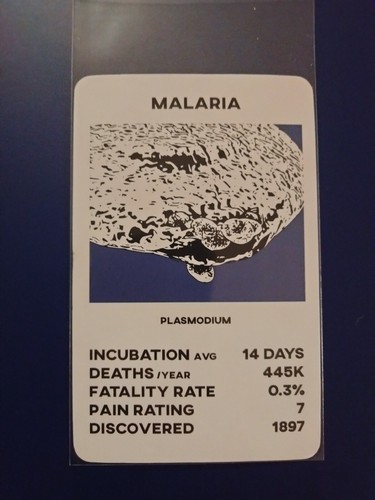 MALARIA
PLASMODIUM
INCUBATION AVG 14 DAYS
DEATHS /YEAR 445K
FATALITY RATE 0.3%
PAIN RATING 7
DISCOVERED 1897